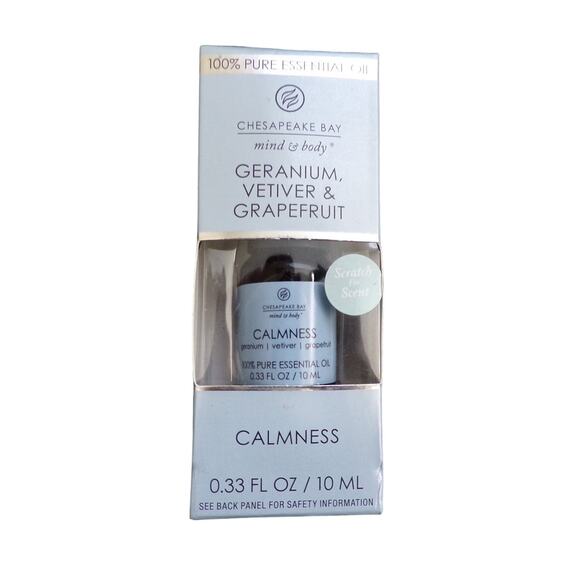 100% PURE ESSENTIAL OIL
CHESAPEAKE BAY
mind & body®
GERANIUM,
VETIVER &
GRAPEFRUIT
Scratch
For
Scent
CHESAPEAKE BAY
mind & body®
CALMNESS
geranium | vetiver | grapefruit
100% PURE ESSENTIAL OIL
0.33 FL OZ / 10 ML
CALMNESS
0.33 FL OZ / 10 ML
SEE BACK PANEL FOR SAFETY INFORMATION